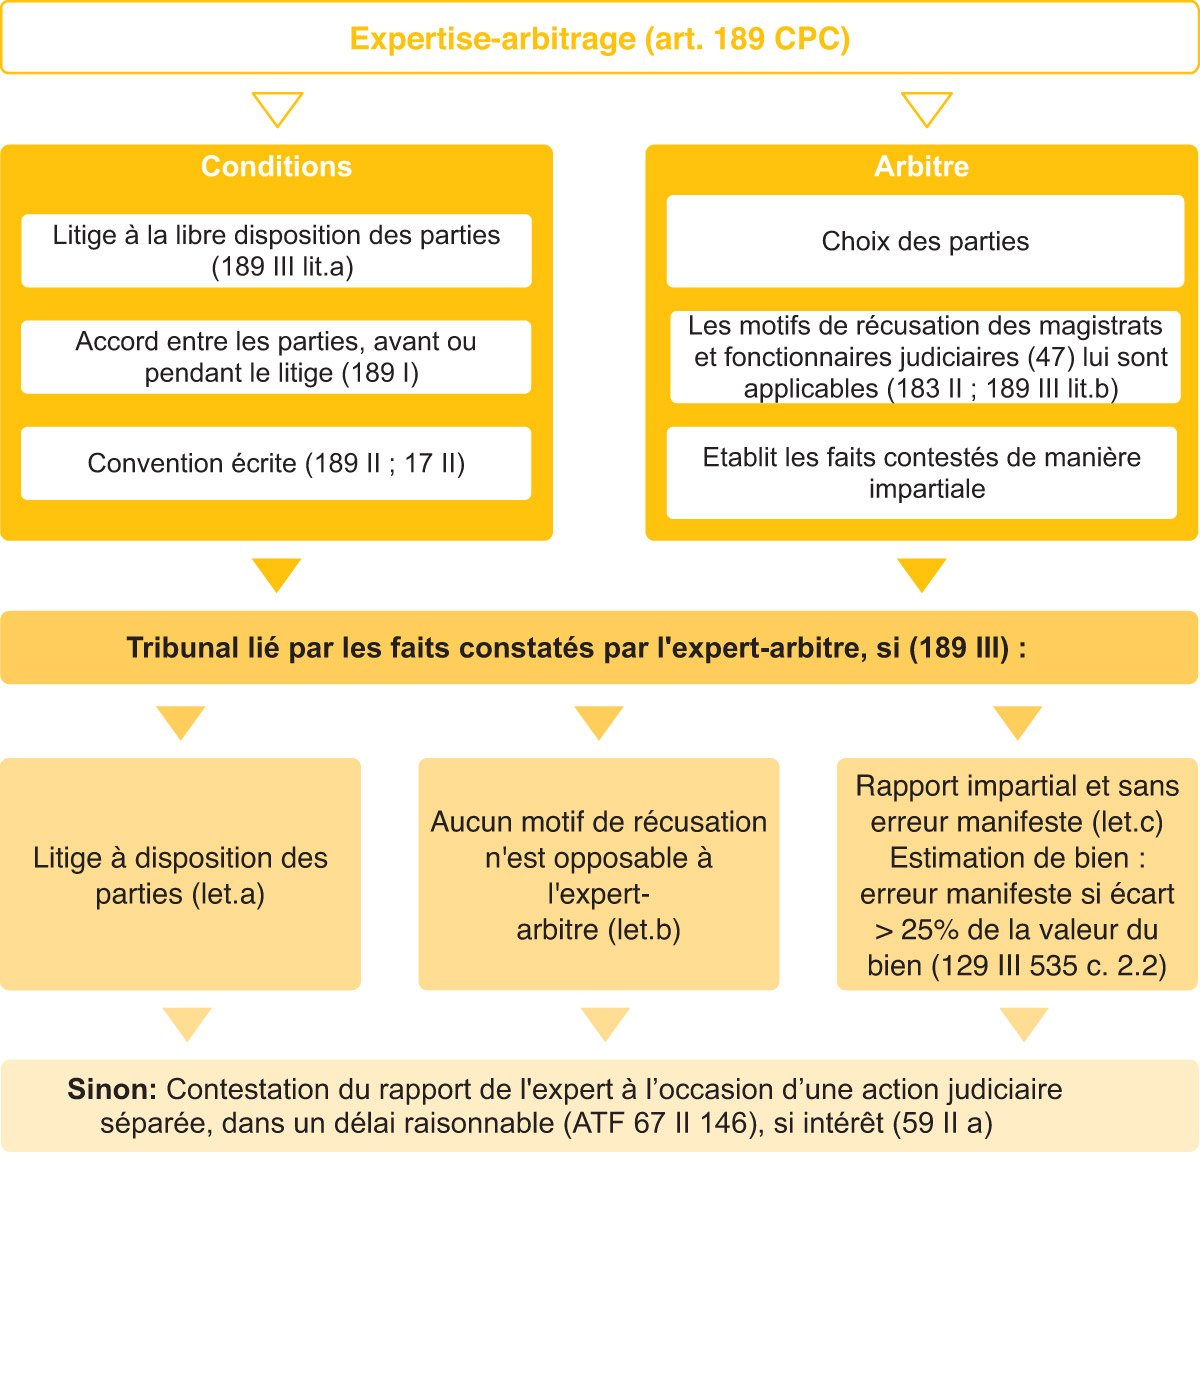 Expertise-arbitrage (art. 189 CPC)
Conditions
Litige à la libre disposition des parties
(189 III lit.a)
Accord entre les parties, avant ou
pendant le litige (189 I)
Convention écrite (189 II ; 17 II)
Arbitre
Choix des parties
Les motifs de récusation des magistrats
et fonctionnaires judiciaires (47) lui sont
applicables (183 II ; 189 III lit.b)
Etablit les faits contestés de manière
impartiale
Tribunal lié par les faits constatés par l'expert-arbitre, si (189 III) :
Litige à disposition des
parties (let.a)
Aucun motif de récusation
n'est opposable à
l'expert-
arbitre (let.b)
Rapport impartial et sans
erreur manifeste (let.c)
Estimation de bien :
erreur manifeste si écart
> 25% de la valeur du
bien (129 III 535 c. 2.2)
Sinon: Contestation du rapport de l'expert à l’occasion d’une action judiciaire
séparée, dans un délai raisonnable (ATF 67 II 146), si intérêt (59 II a)